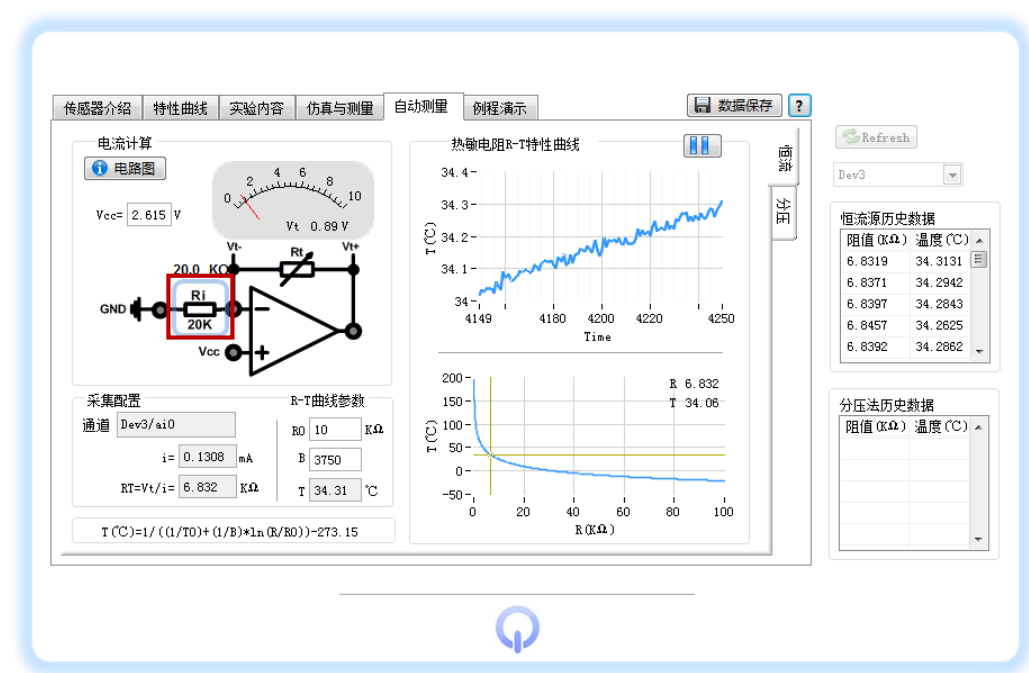 传感器介绍 特性曲线 实验内容 仿真与测量 自动测量 例程演示 数据保存 ?
Refresh
Dev3
电流计算
电路图
Vcc= 2.615 V
0 2 4 6 8 10
Vt 0.89 V
Vt- Rt Vt+
20.0 KΩ
Ri
GND
20K
Vcc
采集配置
通道 Dev3/ai0
i= 0.1308 mA
RT=Vt/i= 6.832 KΩ
R-T曲线参数
R0 10 KΩ
B 3750
T 34.31 ℃
T(℃)=1/((1/T0)+(1/B)*ln(R/R0))-273.15
热敏电阻R-T特性曲线
T(℃)
34.4
34.3
34.2
34.1
34
4149 4180 4200 4220 4250
Time
T(℃)
200
150
100
50
0
-50
R 6.832
T 34.06
0 20 40 60 80 100
R(KΩ)
恒流
分压
恒流源历史数据
阻值(KΩ) 温度(℃)
6.8319 34.3131
6.8371 34.2942
6.8397 34.2843
6.8457 34.2625
6.8392 34.2862
分压法历史数据
阻值(KΩ) 温度(℃)